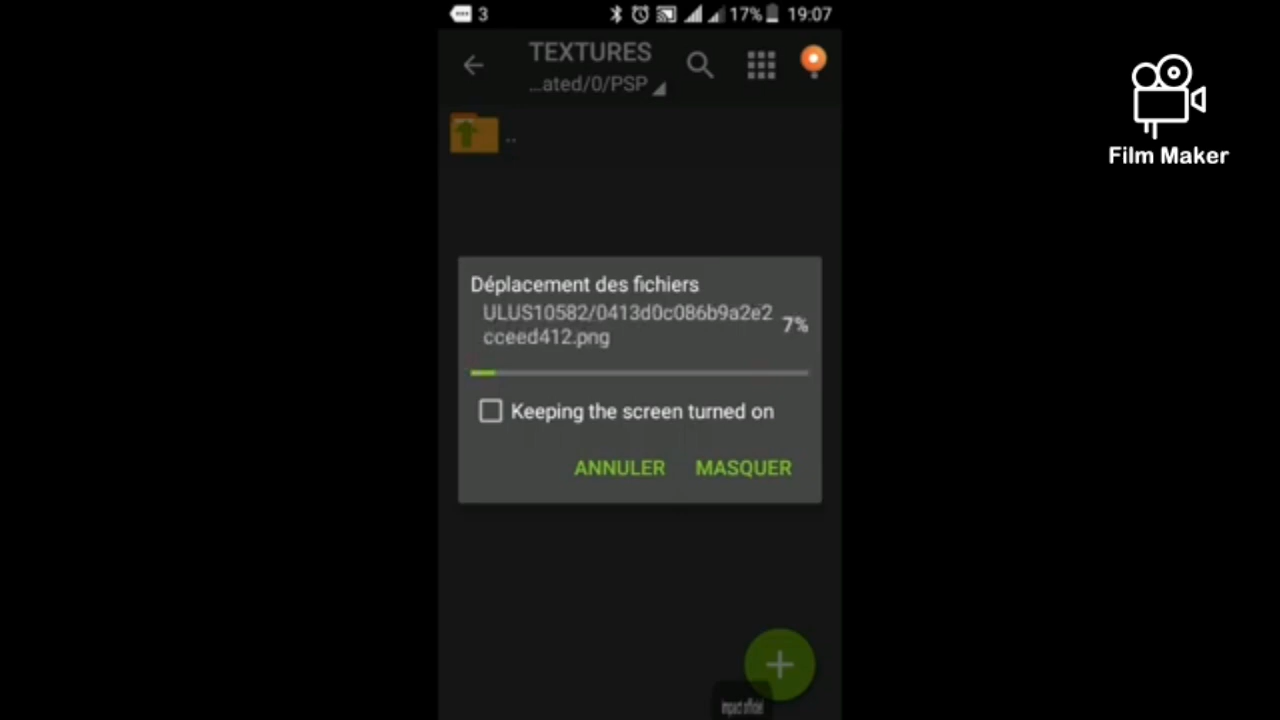 3 17% 19:07
TEXTURES
...ated/0/PSP
..
Film Maker
Déplacement des fichiers
ULUS10582/0413d0c086b9a2e2
cceed412.png
7%
Keeping the screen turned on
ANNULER MASQUER